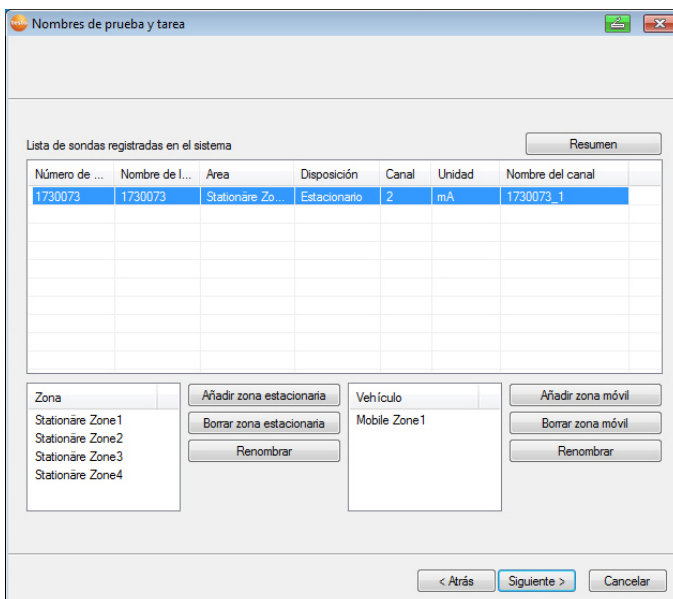 Nombres de prueba y tarea
Lista de sondas registradas en el sistema
Resumen
Número de ... Nombre de l... Area Disposición Canal Unidad Nombre del canal
1730073 1730073 Stationäre Zo... Estacionario 2 mA 1730073_1
Zona
Stationäre Zone1
Stationäre Zone2
Stationäre Zone3
Stationäre Zone4
Añadir zona estacionaria
Borrar zona estacionaria
Renombrar
Vehículo
Mobile Zone1
Añadir zona móvil
Borrar zona móvil
Renombrar
< Atrás Siguiente > Cancelar